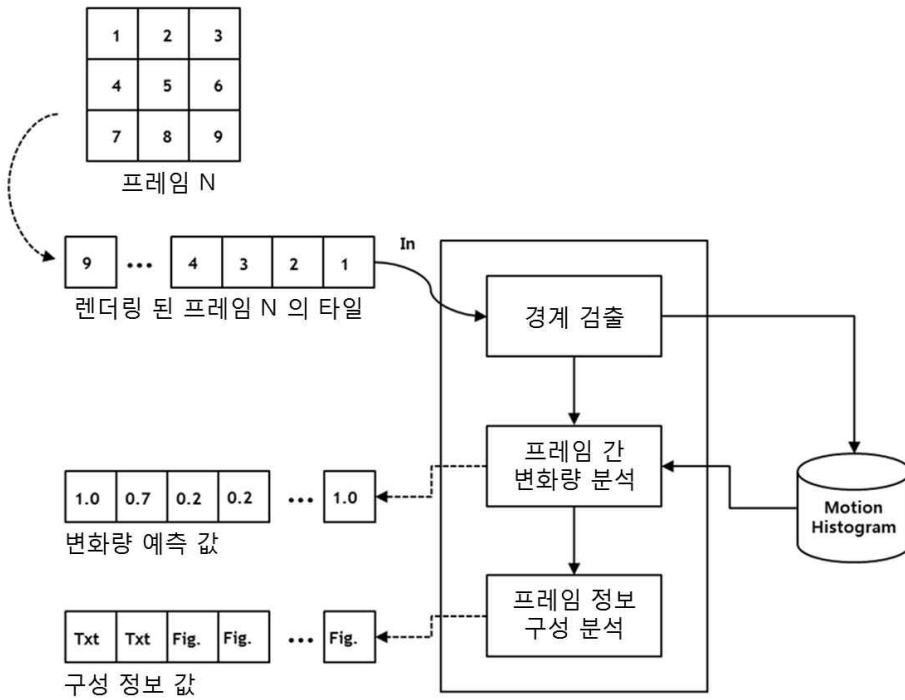 1 2 3
4 5 6
7 8 9
프레임 N
9 ... 4 3 2 1
렌더링 된 프레임 N 의 타일
In
경계 검출
프레임 간
변화량 분석
Motion
Histogram
1.0 0.7 0.2 0.2 ... 1.0
변화량 예측 값
프레임 정보
구성 분석
Txt Txt Fig. Fig. ... Fig.
구성 정보 값